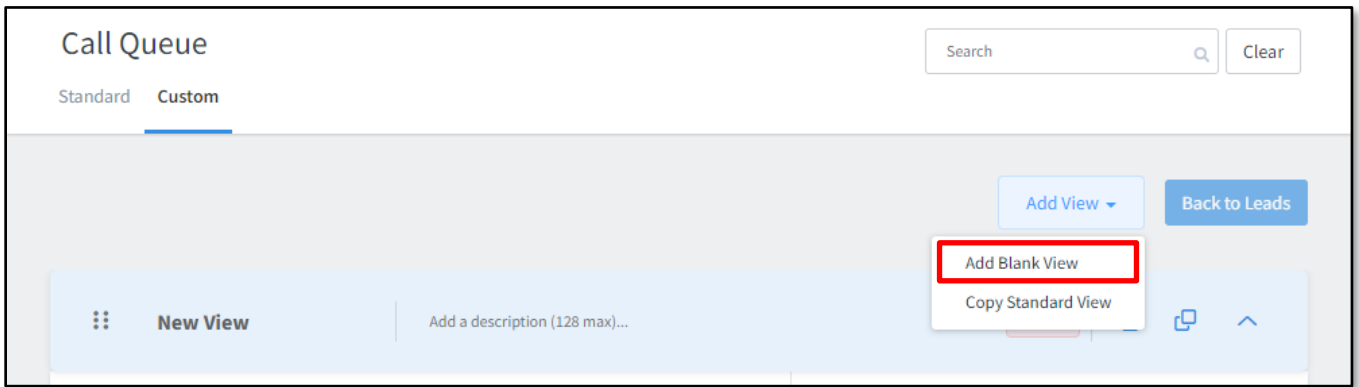 Call Queue
Search
Clear
Standard Custom
Add View
Back to Leads
Add Blank View
Copy Standard View
New View
Add a description (128 max)...